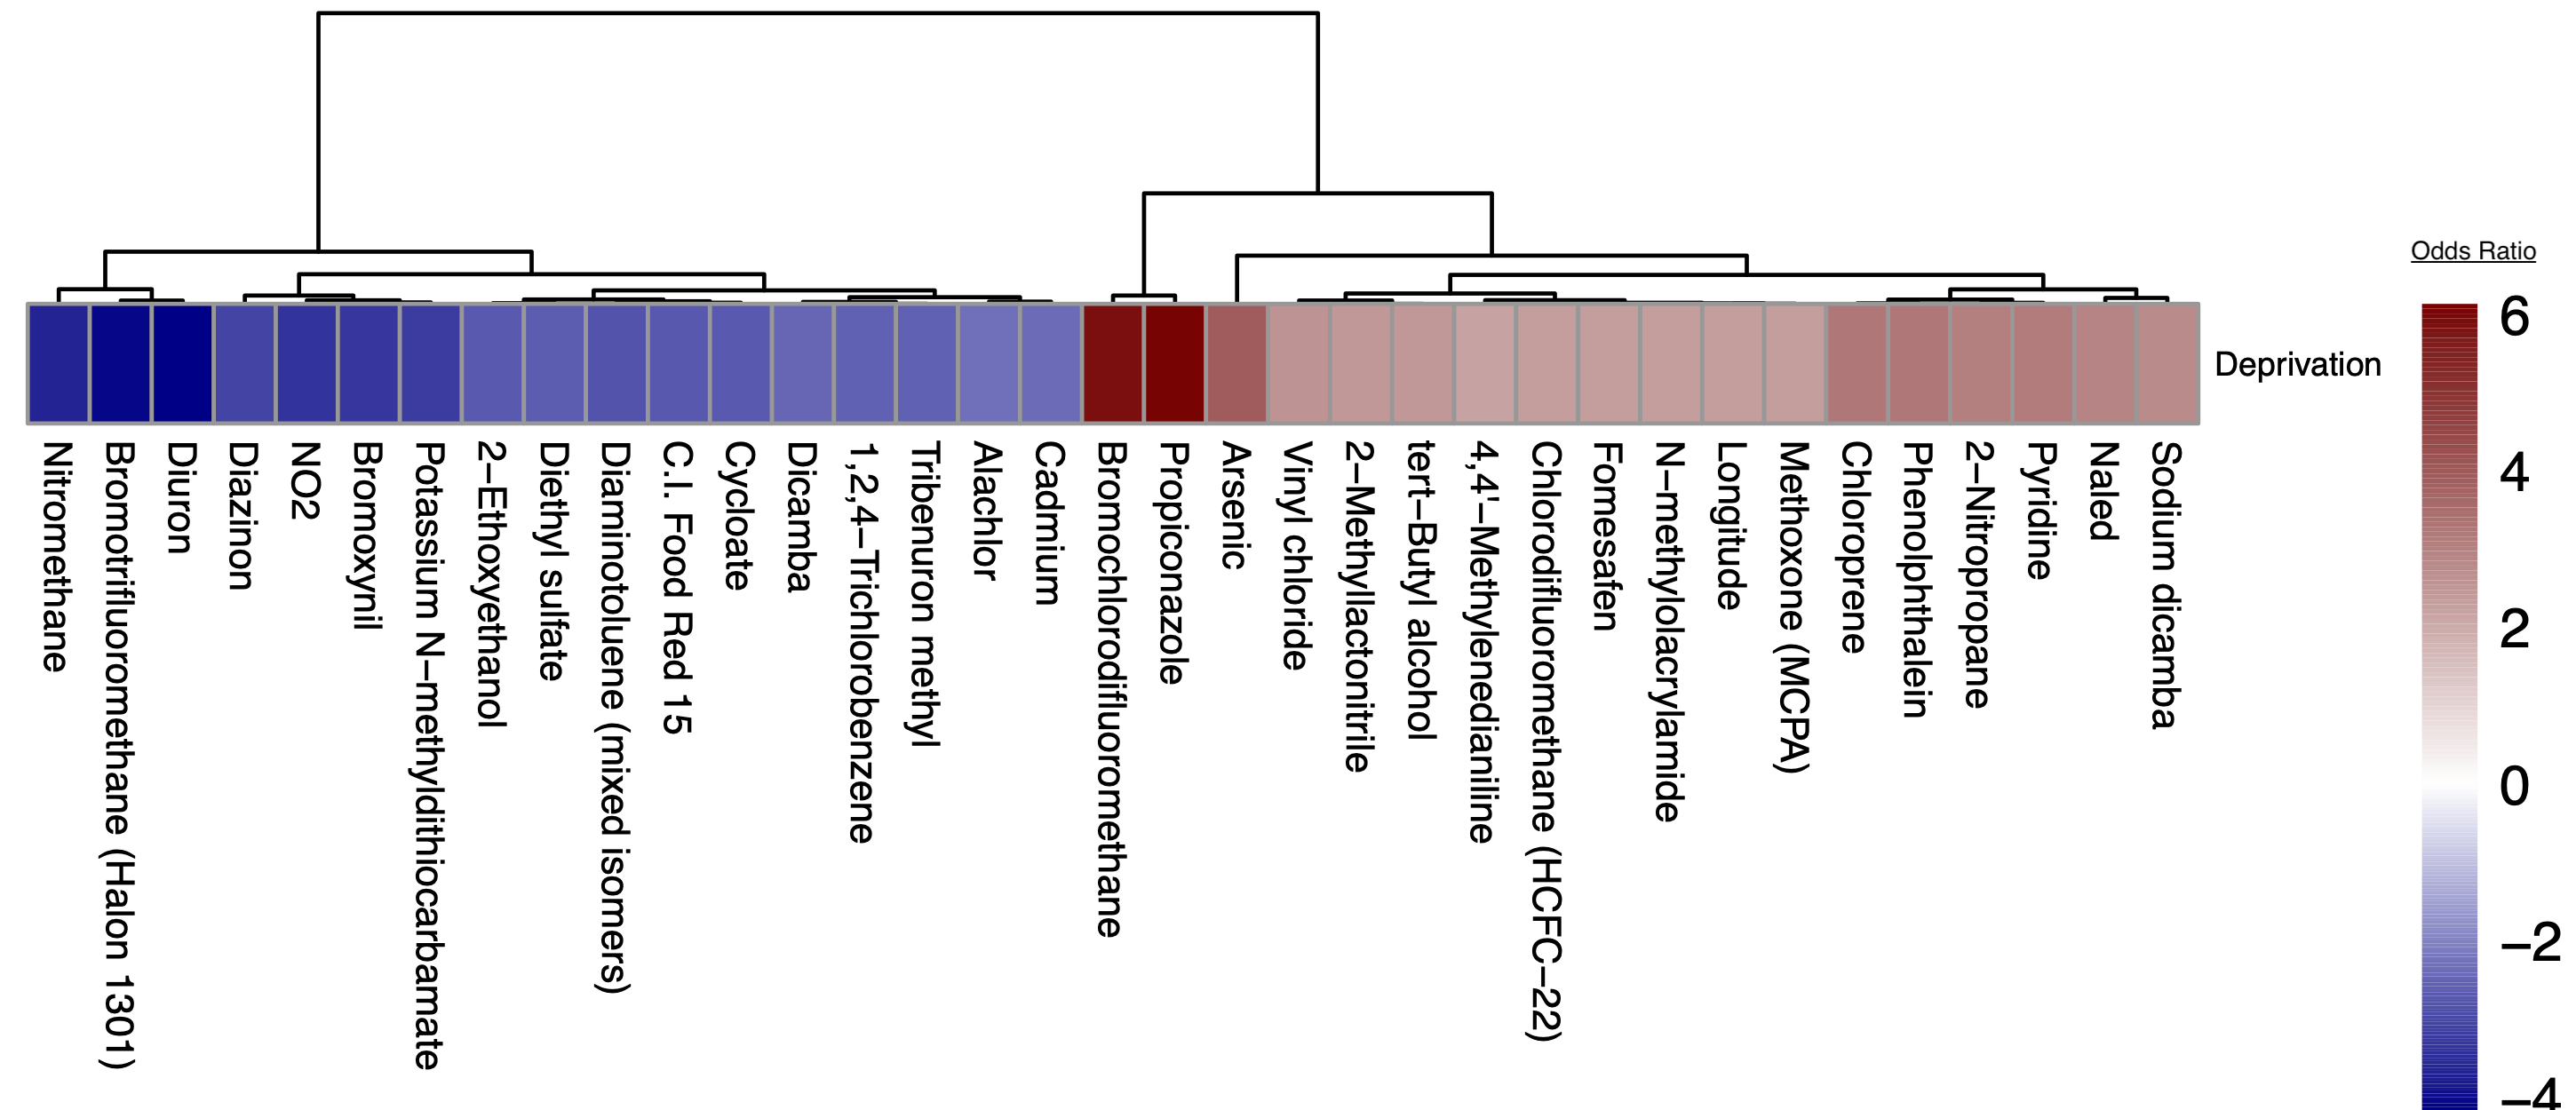 Odds Ratio
6
4
2
0
−2
−4
Deprivation
Nitromethane
Bromotrifluoromethane (Halon 1301)
Diuron
Diazinon
NO2
Bromoxynil
Potassium N−methyldithiocarbamate
2−Ethoxyethanol
Diethyl sulfate
Diaminotoluene (mixed isomers)
C.I. Food Red 15
Cycloate
Dicamba
1,2,4−Trichlorobenzene
Tribenuron methyl
Alachlor
Cadmium
Bromochlorodifluoromethane
Propiconazole
Arsenic
Vinyl chloride
2−Methyllactonitrile
tert−Butyl alcohol
4,4'−Methylenedianiline
Chlorodifluoromethane (HCFC−22)
Fomesafen
N−methylolacrylamide
Longitude
Methoxone (MCPA)
Chloroprene
Phenolphthalein
2−Nitropropane
Pyridine
Naled
Sodium dicamba